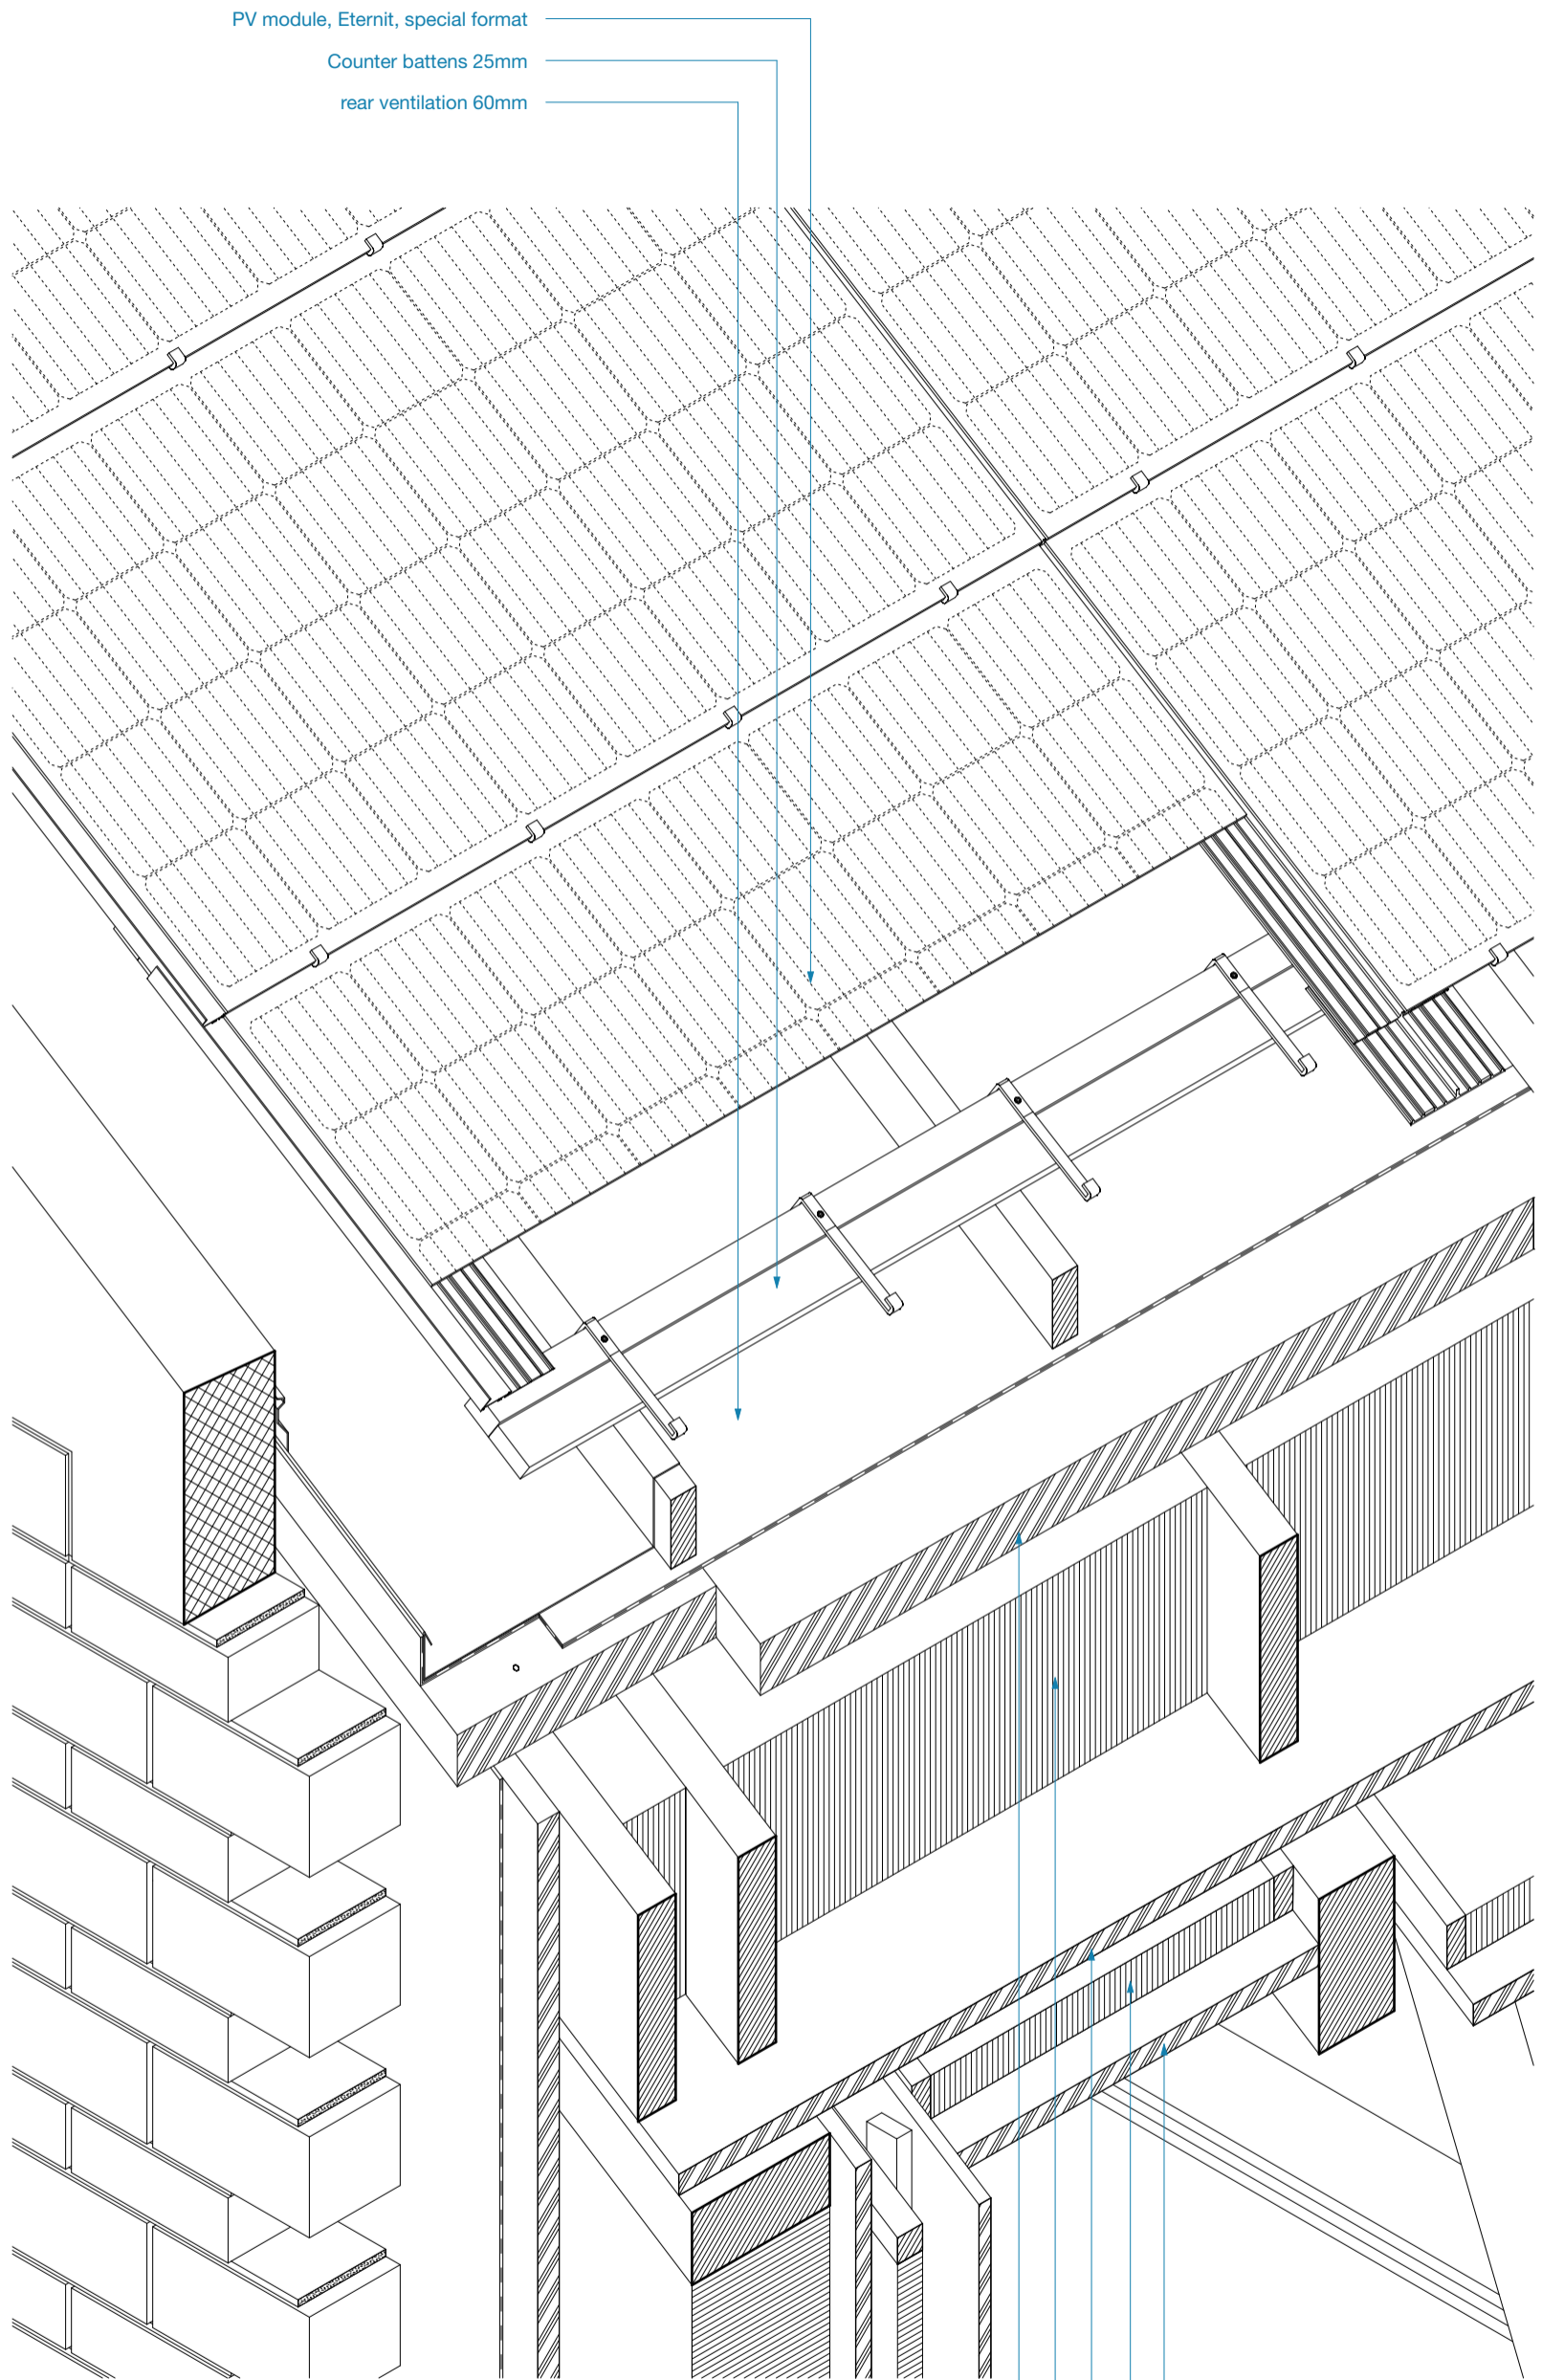 PV module, Eternit, special format
Counter battens 25mm
rear ventilation 60mm